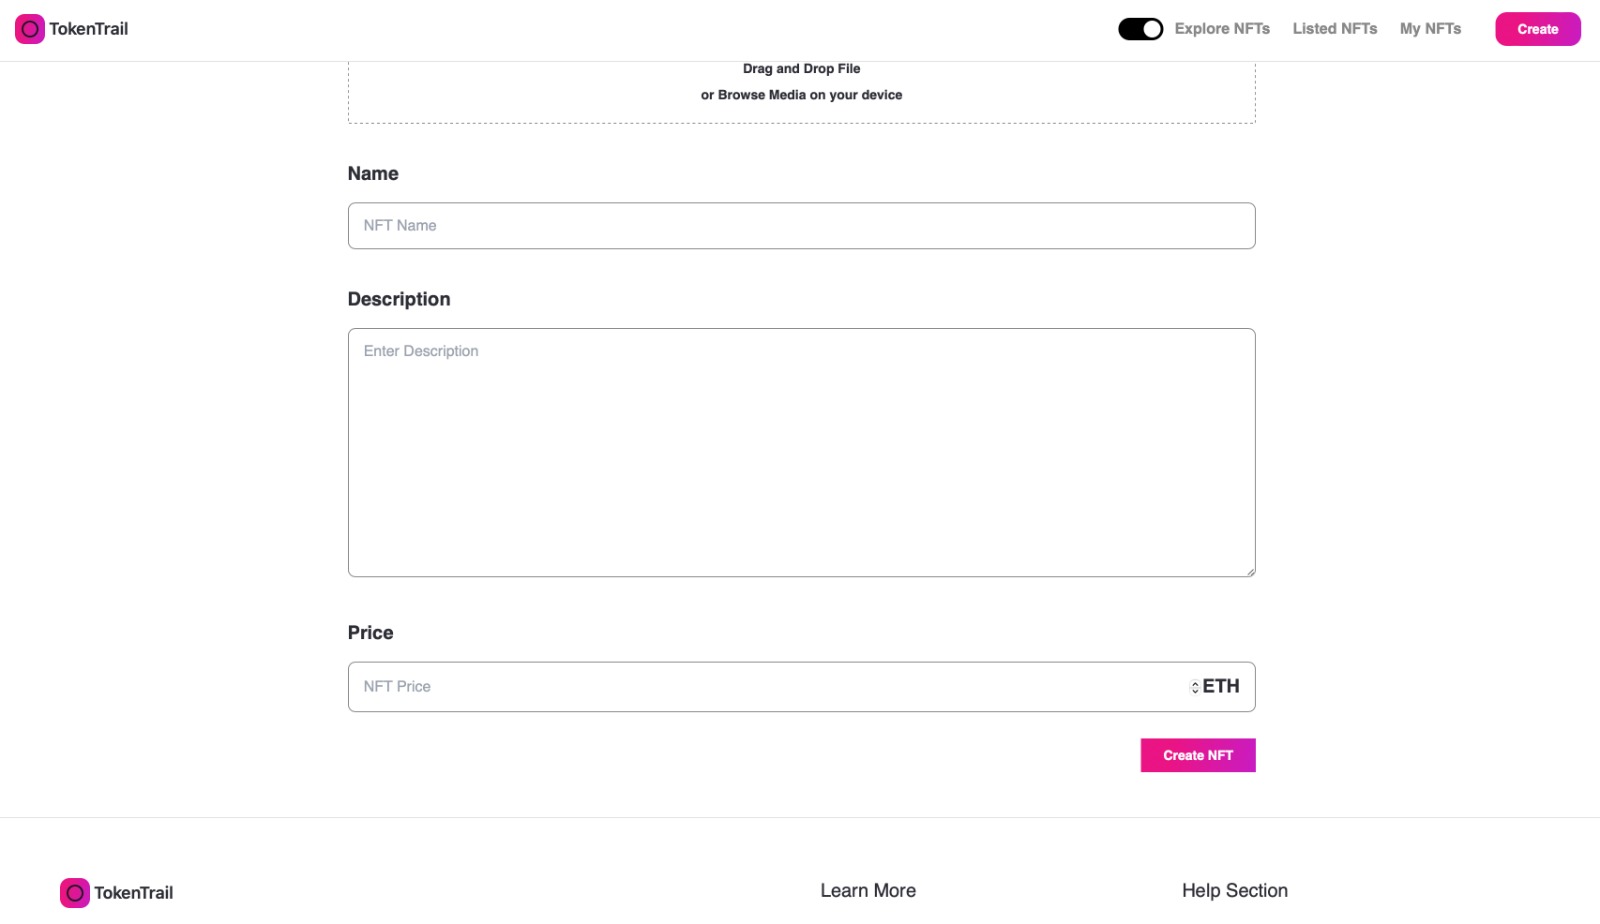 TokenTrail
Explore NFTs
Listed NFTs
My NFTs
Create
Drag and Drop File
or Browse Media on your device
Name
NFT Name
Description
Enter Description
Price
NFT Price
ETH
Create NFT
TokenTrail
Learn More
Help Section